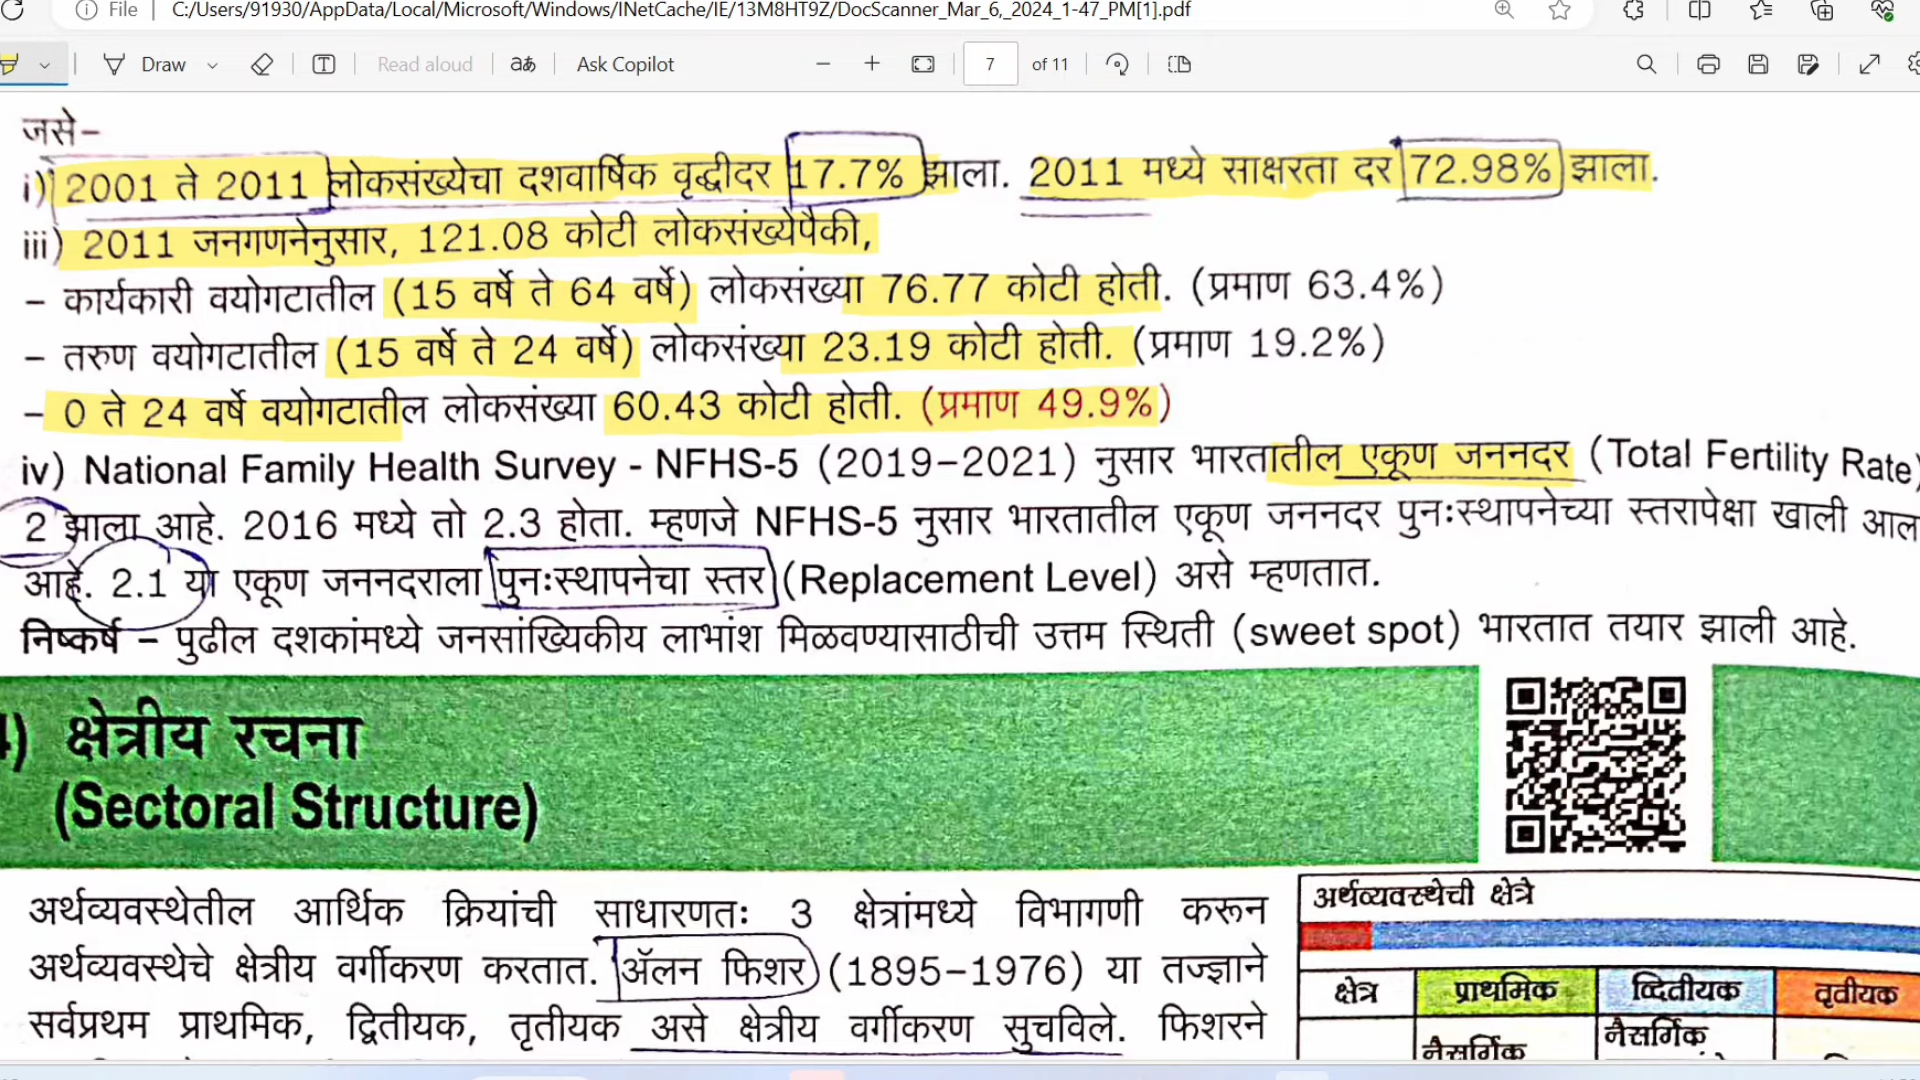 File C:/Users/91930/AppData/Local/Microsoft/Windows/INetCache/IE/13M8HT9Z/DocScanner_Mar_6,_2024_1-47_PM[1].pdf
Draw Read aloud aあ Ask Copilot 7 of 11
जसे-
i) 2001 ते 2011 लोकसंख्येचा दशवार्षिक वृद्धीदर 17.7% झाला. 2011 मध्ये साक्षरता दर 72.98% झाला.
iii) 2011 जनगणनेनुसार, 121.08 कोटी लोकसंख्येपैकी,
- कार्यकारी वयोगटातील (15 वर्षे ते 64 वर्षे) लोकसंख्या 76.77 कोटी होती. (प्रमाण 63.4%)
- तरुण वयोगटातील (15 वर्षे ते 24 वर्षे) लोकसंख्या 23.19 कोटी होती. (प्रमाण 19.2%)
- 0 ते 24 वर्षे वयोगटातील लोकसंख्या 60.43 कोटी होती. (प्रमाण 49.9%)
iv) National Family Health Survey - NFHS-5 (2019-2021) नुसार भारतातील एकूण जननदर (Total Fertility Rate)
2 झाला आहे. 2016 मध्ये तो 2.3 होता. म्हणजे NFHS-5 नुसार भारतातील एकूण जननदर पुनःस्थापनेच्या स्तरापेक्षा खाली आल
आहे. 2.1 या एकूण जननदराला पुनःस्थापनेचा स्तर (Replacement Level) असे म्हणतात.
निष्कर्ष - पुढील दशकांमध्ये जनसांख्यिकीय लाभांश मिळवण्यासाठीची उत्तम स्थिती (sweet spot) भारतात तयार झाली आहे.
4) क्षेत्रीय रचना
(Sectoral Structure)
अर्थव्यवस्थेतील आर्थिक क्रियांची साधारणतः 3 क्षेत्रांमध्ये विभागणी करून
अर्थव्यवस्थेचे क्षेत्रीय वर्गीकरण करतात. ॲलन फिशर (1895-1976) या तज्ज्ञाने
सर्वप्रथम प्राथमिक, द्वितीयक, तृतीयक असे क्षेत्रीय वर्गीकरण सुचविले. फिशरने
अर्थव्यवस्थेची क्षेत्रे
क्षेत्र प्राथमिक व्दितीयक तृतीयक
नैसर्गिक नैसर्गिक